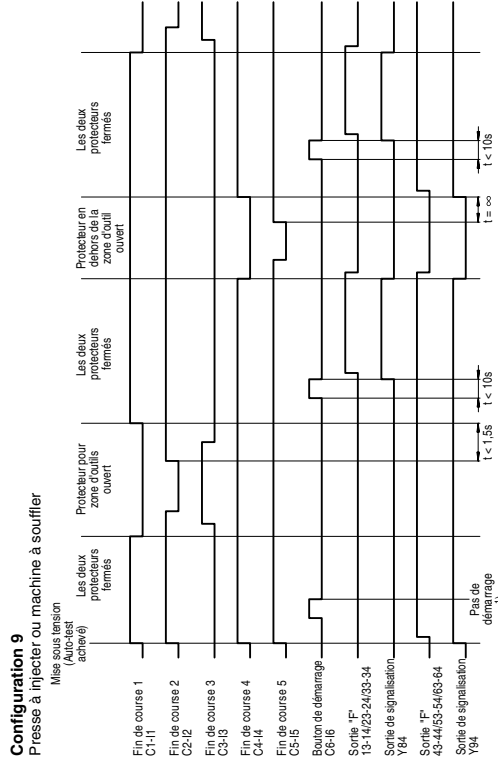 Configuration 9
Presse à injecter ou machine à souffler
Mise sous tension
(Auto-test
achevé)
Les deux
protecteurs
fermés
Protecteur pour
zone d'outils
ouvert
Les deux
protecteurs
fermés
Protecteur en
dehors de la
zone d'outil
ouvert
Les deux
protecteurs
fermés
Fin de course 1
C1-I1
Fin de course 2
C2-I2
Fin de course 3
C3-I3
Fin de course 4
C4-I4
Fin de course 5
C5-I5
Bouton de démarrage
C6-I6
Sortie "F"
13-14/23-24/33-34
Sortie de signalisation
Y84
Sortie "F"
43-44/53-54/63-64
Sortie de signalisation
Y94
Pas de
démarrage
1)
t < 1,5s
t < 10s
t = ∞
t < 10s